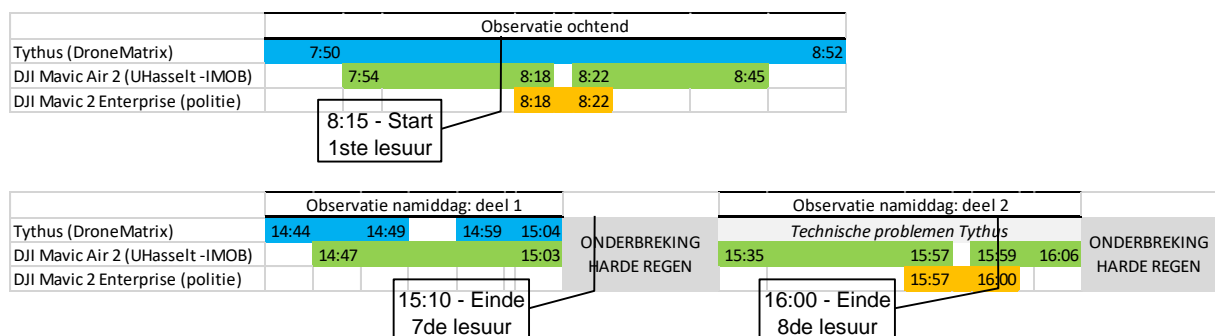 Observatie ochtend
Tythus (DroneMatrix) 7:50 8:52
DJI Mavic Air 2 (UHasselt -IMOB) 7:54 8:18 8:22 8:45
DJI Mavic 2 Enterprise (politie) 8:18 8:22
8:15 - Start
1ste lesuur
Observatie namiddag: deel 1 Observatie namiddag: deel 2
Tythus (DroneMatrix) 14:44 14:49 14:59 15:04 ONDERBREKING HARDE REGEN Technische problemen Tythus ONDERBREKING HARDE REGEN
DJI Mavic Air 2 (UHasselt -IMOB) 14:47 15:03 15:35 15:57 15:59 16:06
DJI Mavic 2 Enterprise (politie) 15:57 16:00
15:10 - Einde
7de lesuur
16:00 - Einde
8de lesuur